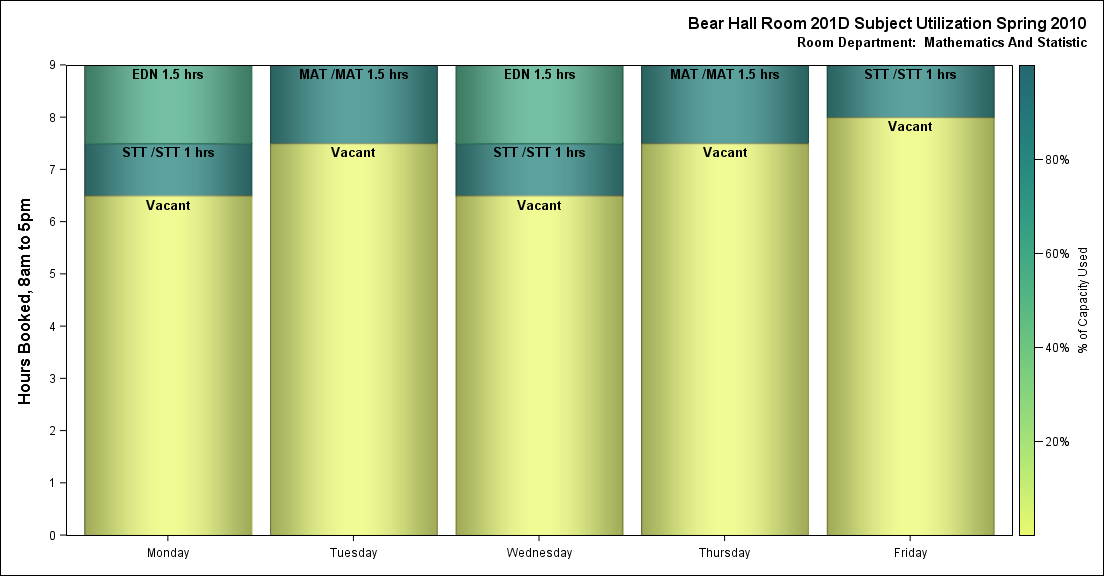 Bear Hall Room 201D Subject Utilization Spring 2010
Room Department:  Mathematics And Statistic
Hours Booked, 8am to 5pm
9
8
7
6
5
4
3
2
1
0
EDN 1.5 hrs
STT /STT 1 hrs
Vacant
MAT /MAT 1.5 hrs
Vacant
EDN 1.5 hrs
STT /STT 1 hrs
Vacant
MAT /MAT 1.5 hrs
Vacant
STT /STT 1 hrs
Vacant
Monday
Tuesday
Wednesday
Thursday
Friday
80%
60%
40%
20%
% of Capacity Used